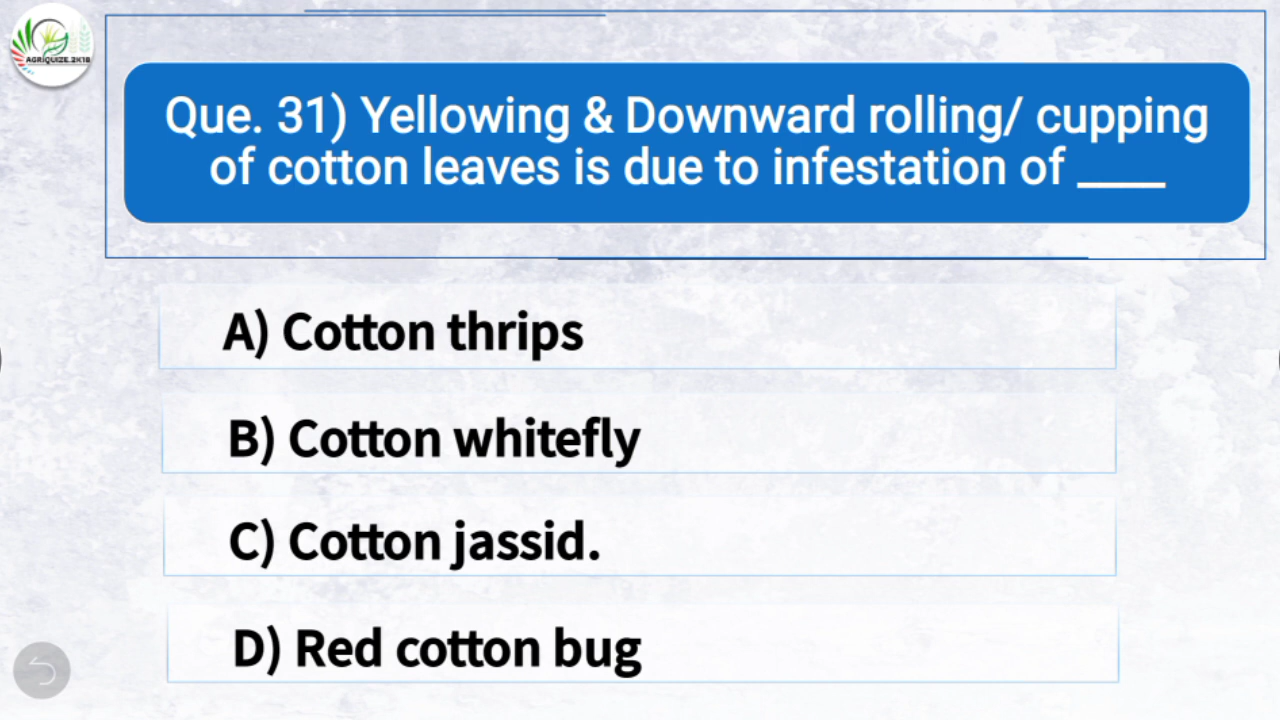 AGRIQUIZE.2K18
Que. 31) Yellowing & Downward rolling/ cupping
of cotton leaves is due to infestation of ____
A) Cotton thrips
B) Cotton whitefly
C) Cotton jassid.
D) Red cotton bug